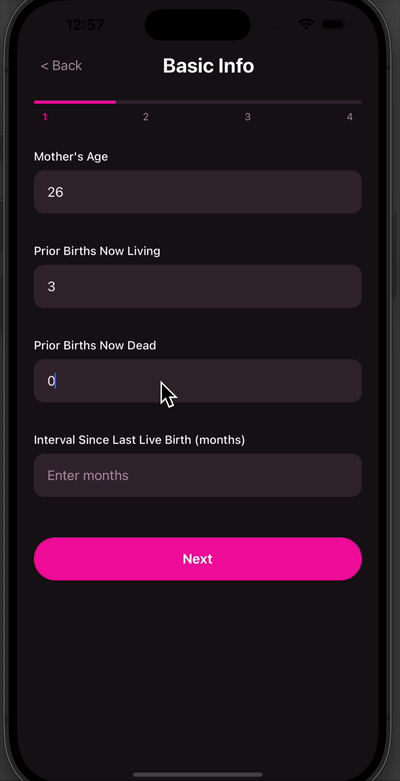 12:57
< Back
Basic Info
1 2 3 4
Mother's Age
26
Prior Births Now Living
3
Prior Births Now Dead
0
Interval Since Last Live Birth (months)
Enter months
Next